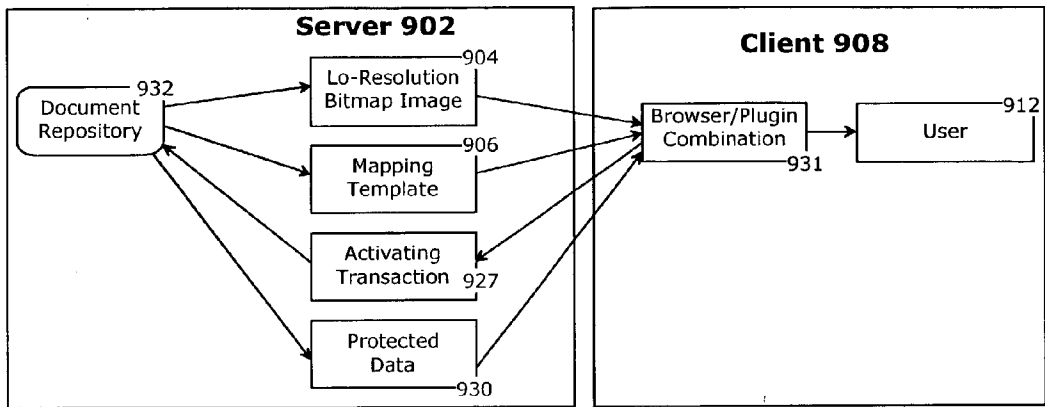 Server 902
904
Lo-Resolution
Bitmap Image
932
Document
Repository
906
Mapping
Template
Activating
Transaction
927
Protected
Data
930
Client 908
Browser/Plugin
Combination
931
912
User